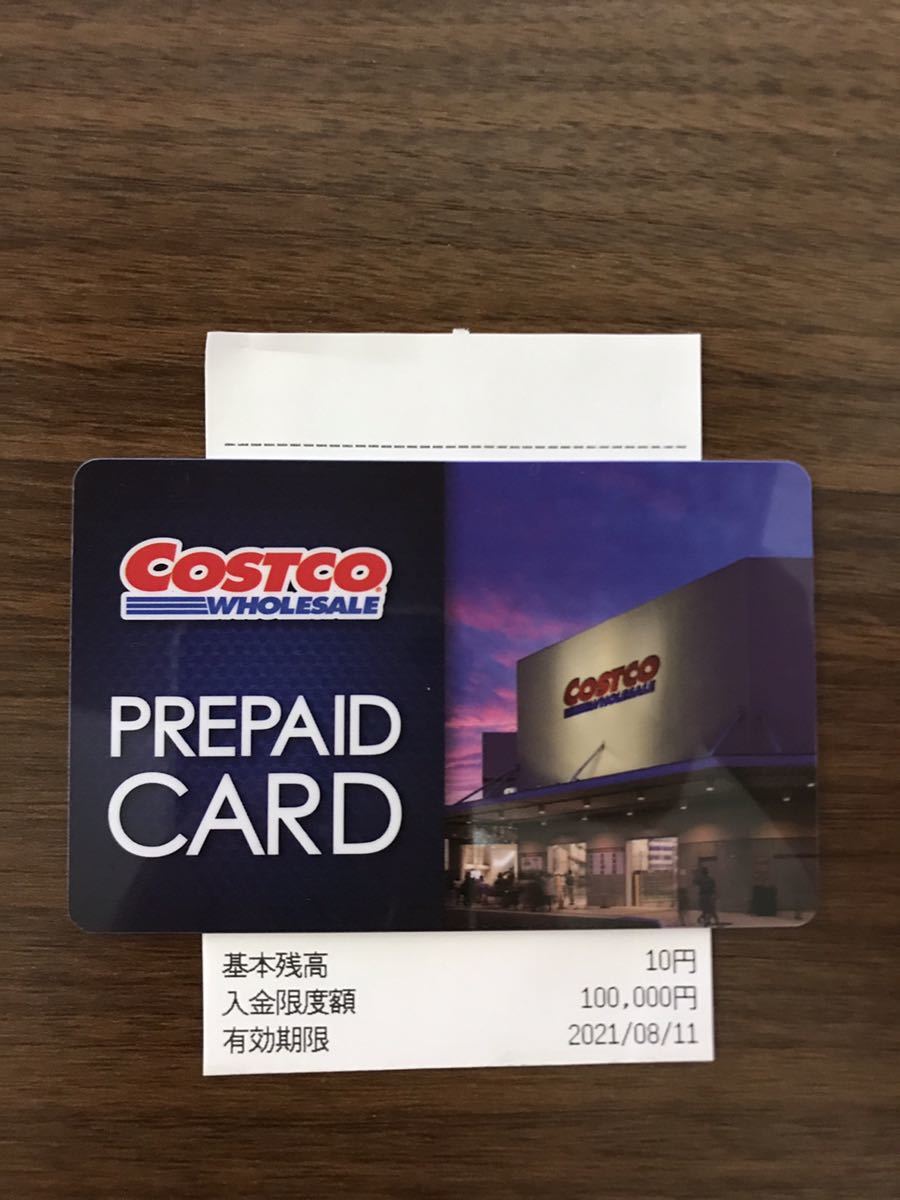 COSTCO
WHOLESALE
PREPAID
CARD
COSTCO
WHOLESALE
基本残高 10円
入金限度額 100,000円
有効期限 2021/08/11